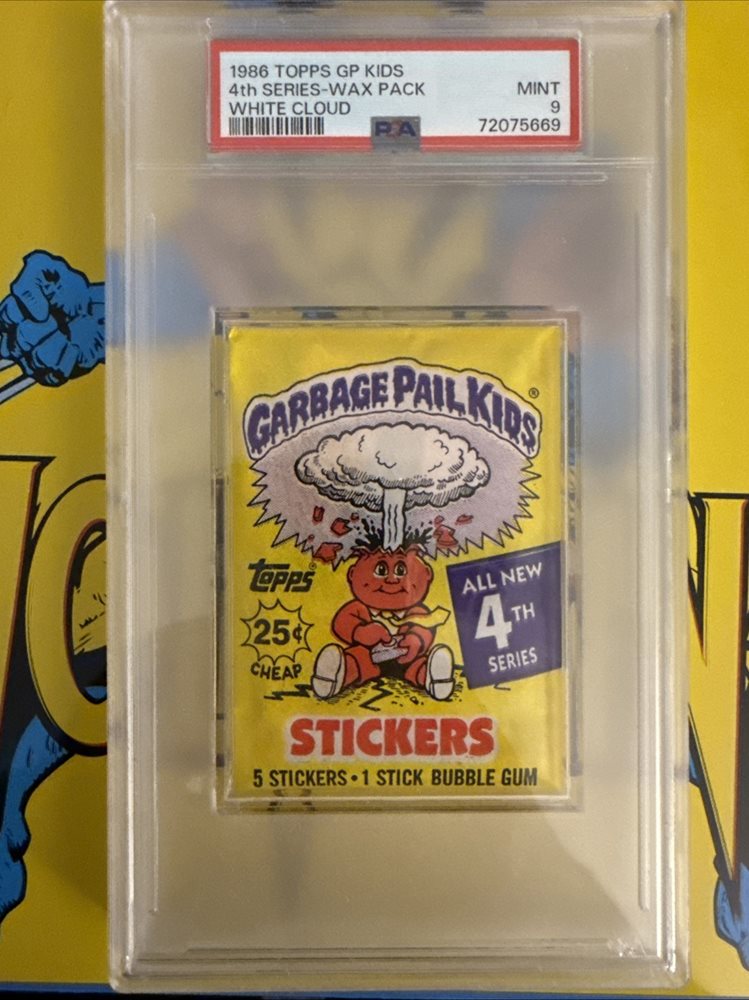 1986 TOPPS GP KIDS
4th SERIES-WAX PACK MINT
WHITE CLOUD 9
PSA 72075669
GARBAGE PAIL KIDS®
TOPPS®
25¢
CHEAP
ALL NEW
4TH
SERIES
STICKERS
5 STICKERS • 1 STICK BUBBLE GUM